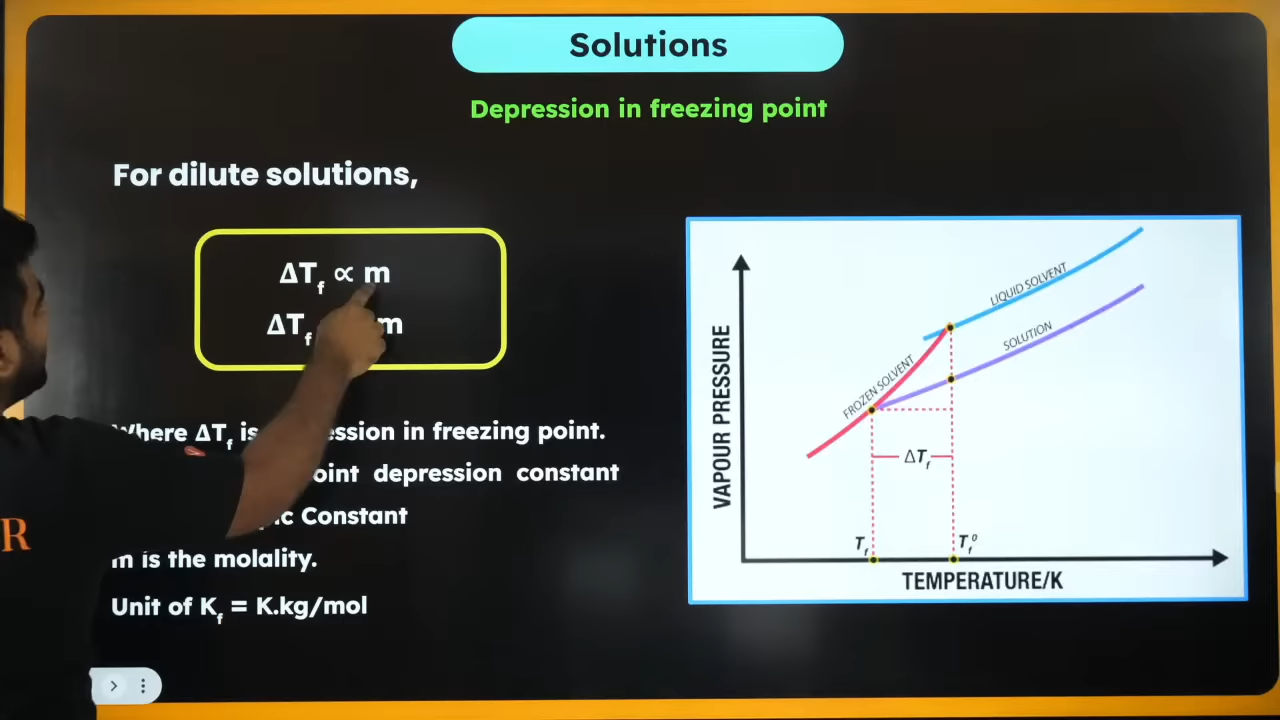 Solutions
Depression in freezing point
For dilute solutions,
ΔTf ∝ m
ΔTf m
Where ΔTf is ession in freezing point.
oint depression constant
ic Constant
m is the molality.
Unit of Kf = K.kg/mol
R
VAPOUR PRESSURE
FROZEN SOLVENT
LIQUID SOLVENT
SOLUTION
ΔTf
Tf
Tf⁰
TEMPERATURE/K